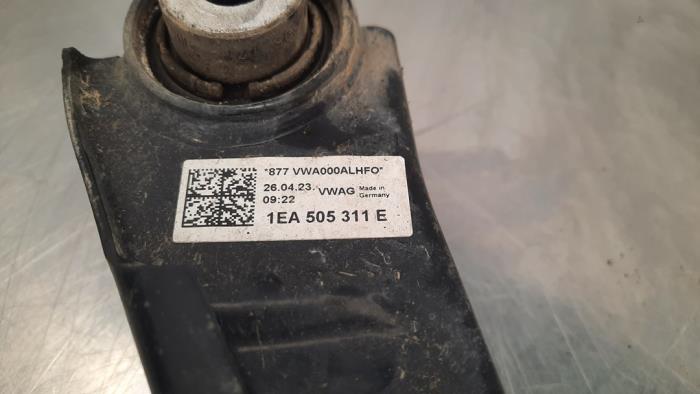 *877 VWA000ALHFO*
26.04.23. VWAG Made in
09:22 Germany
1EA 505 311 E